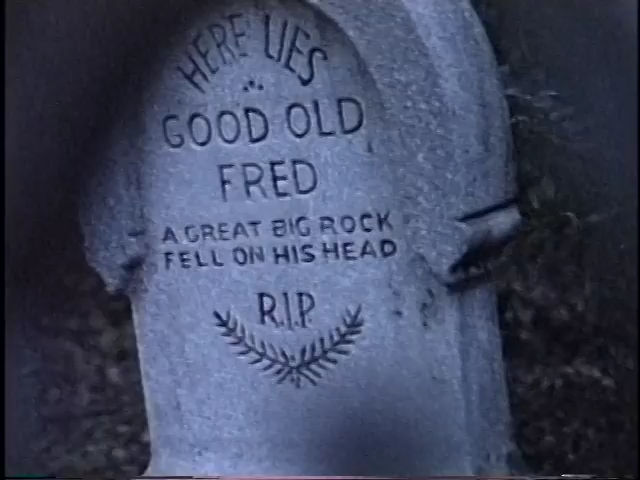 HERE LIES
GOOD OLD
FRED
A GREAT BIG ROCK
FELL ON HIS HEAD
R.I.P.